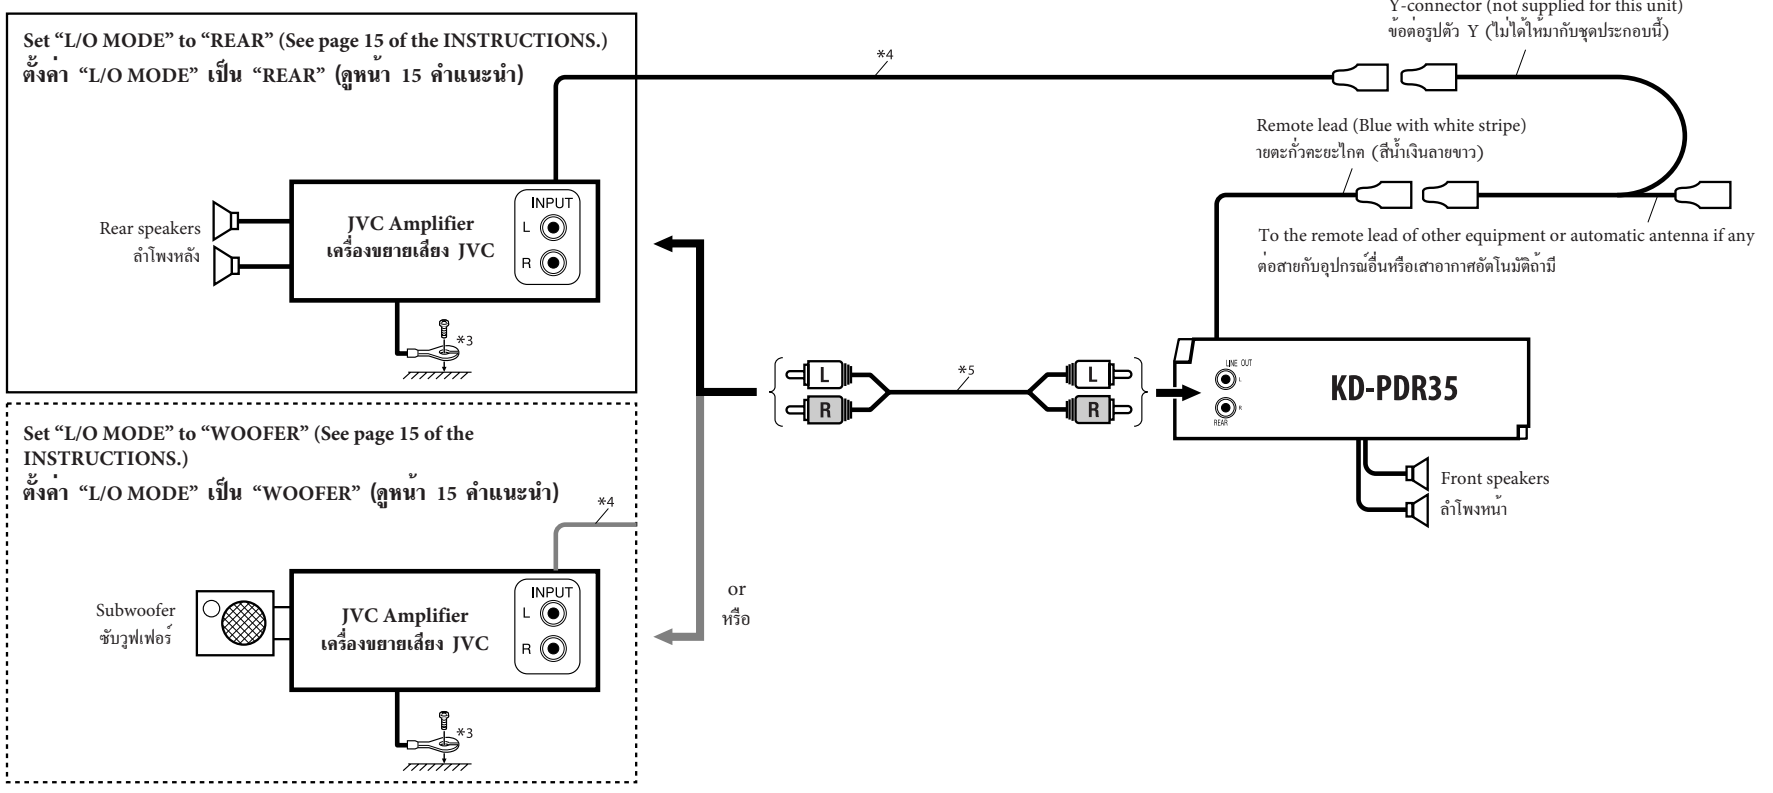 Y-connector (not supplied for this unit)
ข้อต่อรูปตัว Y (ไม่ได้ให้มากับชุดประกอบนี้)
Set “L/O MODE” to “REAR” (See page 15 of the INSTRUCTIONS.)
ตั้งค่า “L/O MODE” เป็น “REAR” (ดูหน้า 15 คำแนะนำ)
*4
Remote lead (Blue with white stripe)
ายตะกั่วคะยะไกค (สีน้ำเงินลายขาว)
Rear speakers
ลำโพงหลัง
JVC Amplifier
เครื่องขยายเสียง JVC
INPUT
L
R
*3
To the remote lead of other equipment or automatic antenna if any
ต่อสายกับอุปกรณ์อื่นหรือเสาอากาศอัตโนมัติถ้ามี
L
R
*5
L
R
LINE OUT
L
R
REAR
KD-PDR35
Front speakers
ลำโพงหน้า
Set “L/O MODE” to “WOOFER” (See page 15 of the
INSTRUCTIONS.)
ตั้งค่า “L/O MODE” เป็น “WOOFER” (ดูหน้า 15 คำแนะนำ)
*4
Subwoofer
ซับวูฟเฟอร์
JVC Amplifier
เครื่องขยายเสียง JVC
INPUT
L
R
*3
or
หรือ